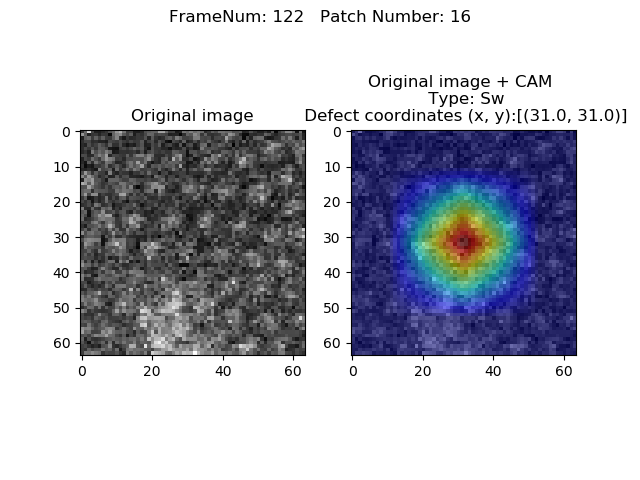 FrameNum: 122   Patch Number: 16
Original image
0
10
20
30
40
50
60
0 20 40 60
Original image + CAM
Type: Sw
Defect coordinates (x, y):[(31.0, 31.0)]
0
10
20
30
40
50
60
0 20 40 60